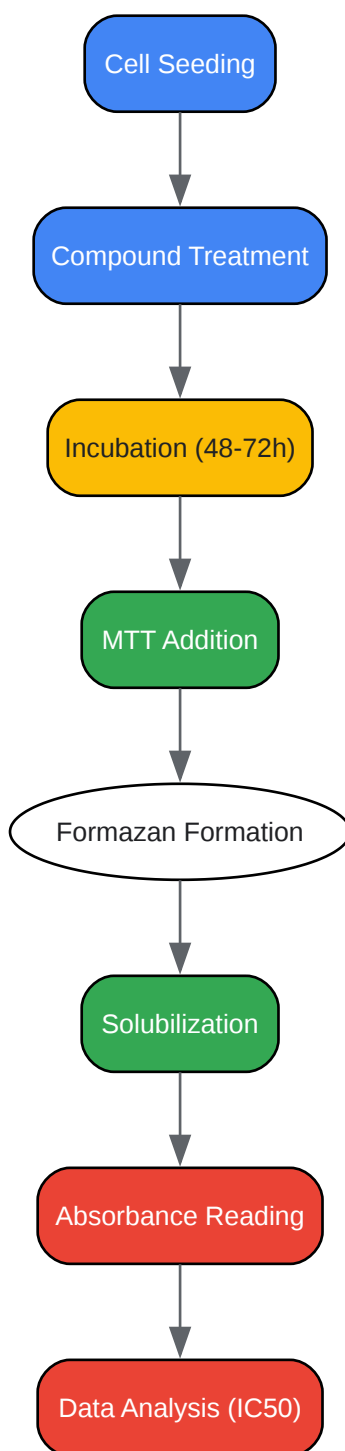 Cell Seeding
Compound Treatment
Incubation (48-72h)
MTT Addition
Formazan Formation
Solubilization
Absorbance Reading
Data Analysis (IC50)